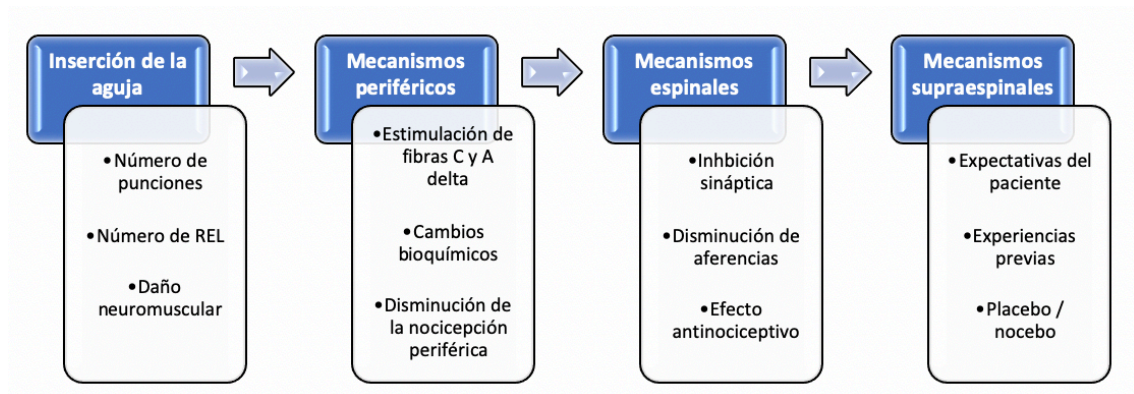 Inserción de la
aguja
•Número de
punciones
•Número de REL
•Daño
neuromuscular
Mecanismos
periféricos
•Estimulación de
fibras C y A
delta
•Cambios
bioquímicos
•Disminución de
la nocicepción
periférica
Mecanismos
espinales
•Inhbición
sináptica
•Disminución de
aferencias
•Efecto
antinociceptivo
Mecanismos
supraespinales
•Expectativas del
paciente
•Experiencias
previas
•Placebo /
nocebo